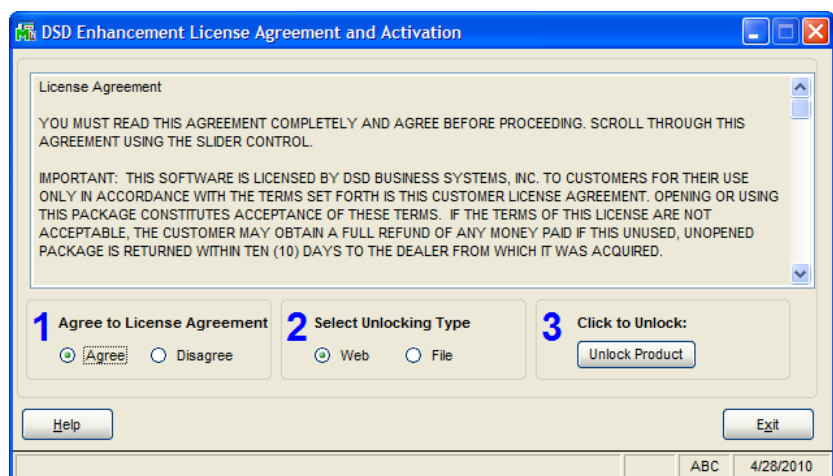 DSD Enhancement License Agreement and Activation
License Agreement
YOU MUST READ THIS AGREEMENT COMPLETELY AND AGREE BEFORE PROCEEDING. SCROLL THROUGH THIS
AGREEMENT USING THE SLIDER CONTROL.
IMPORTANT: THIS SOFTWARE IS LICENSED BY DSD BUSINESS SYSTEMS, INC. TO CUSTOMERS FOR THEIR USE
ONLY IN ACCORDANCE WITH THE TERMS SET FORTH IS THIS CUSTOMER LICENSE AGREEMENT. OPENING OR USING
THIS PACKAGE CONSTITUTES ACCEPTANCE OF THESE TERMS. IF THE TERMS OF THIS LICENSE ARE NOT
ACCEPTABLE, THE CUSTOMER MAY OBTAIN A FULL REFUND OF ANY MONEY PAID IF THIS UNUSED, UNOPENED
PACKAGE IS RETURNED WITHIN TEN (10) DAYS TO THE DEALER FROM WHICH IT WAS ACQUIRED.
1 Agree to License Agreement
Agree Disagree
2 Select Unlocking Type
Web File
3 Click to Unlock:
Unlock Product
Help
Exit
ABC 4/28/2010